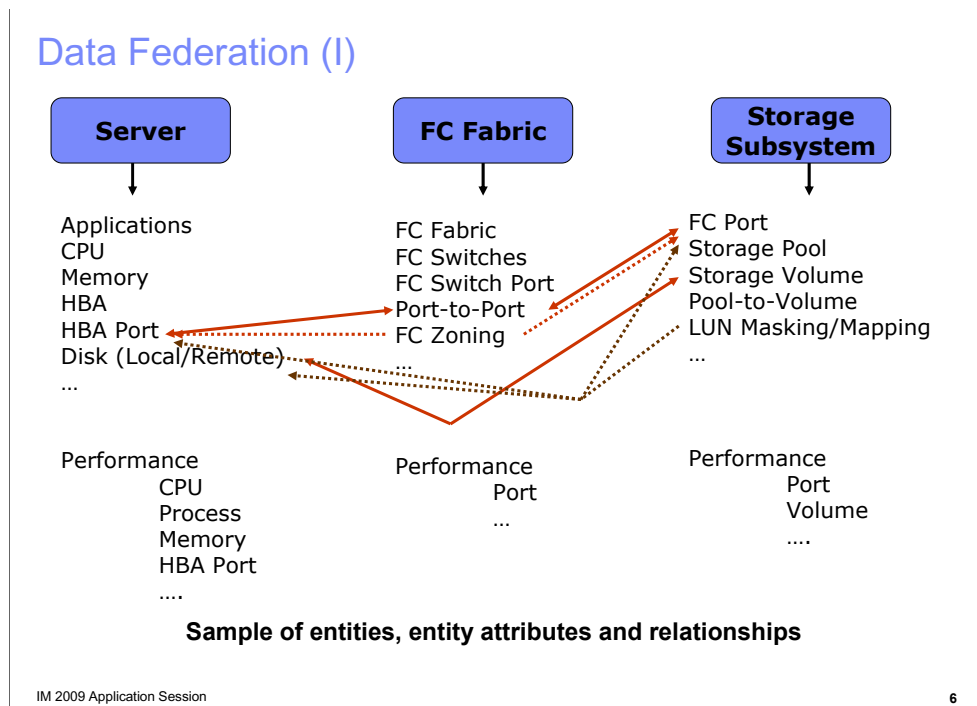 Data Federation (I)
Server
Applications
CPU
Memory
HBA
HBA Port
Disk (Local/Remote)
…
Performance
CPU
Process
Memory
HBA Port
….
FC Fabric
FC Fabric
FC Switches
FC Switch Port
Port-to-Port
FC Zoning
…
Performance
Port
…
Storage
Subsystem
FC Port
Storage Pool
Storage Volume
Pool-to-Volume
LUN Masking/Mapping
…
Performance
Port
Volume
….
Sample of entities, entity attributes and relationships
IM 2009 Application Session
6